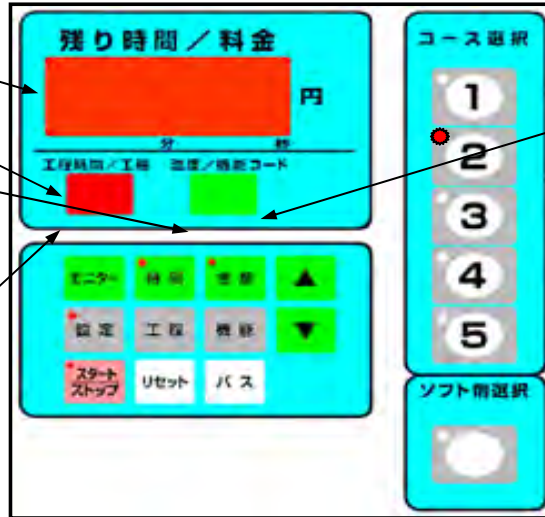 残り時間／料金
円
分 秒
工程時間／工程 温度／機能コード
モニター 時間 温度 ▲
設定 工程 機能 ▼
スタート
ストップ
リセット パス
コース選択
1
2
3
4
5
ソフト剤選択